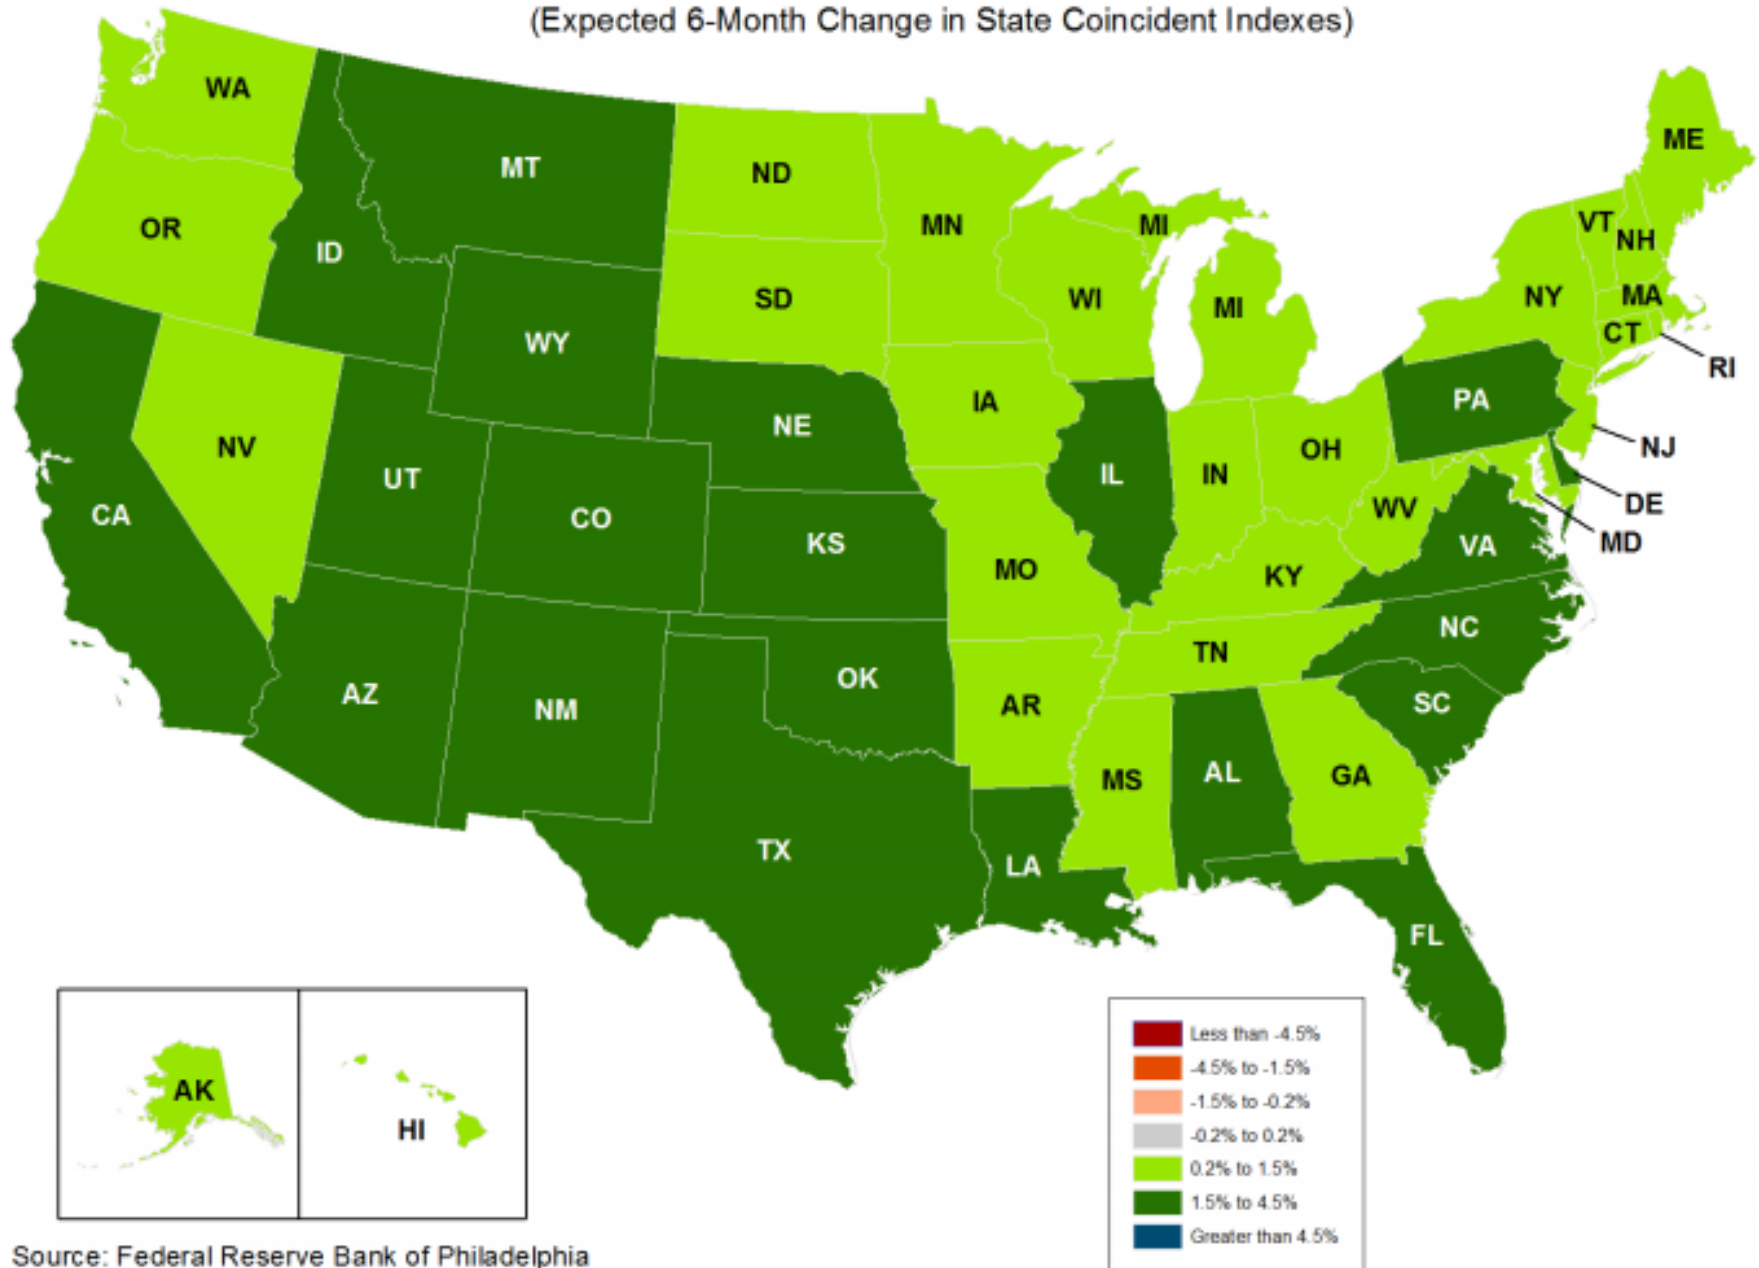 (Expected 6-Month Change in State Coincident Indexes)
WA
ME
MT
ND
VT
MN
MI
OR
NH
ID
MA
NY
SD
WI
MI
CT
WY
RI
PA
IA
NE
NV
NJ
OH
IL
IN
UT
DE
WV
CA
CO
MD
KS
VA
MO
KY
NC
TN
OK
AZ
SC
AR
NM
AL
GA
MS
TX
LA
FL
AK
HI
Less than -4.5%
-4.5% to -1.5%
-1.5% to -0.2%
-0.2% to 0.2%
0.2% to 1.5%
1.5% to 4.5%
Greater than 4.5%
Source: Federal Reserve Bank of Philadelphia